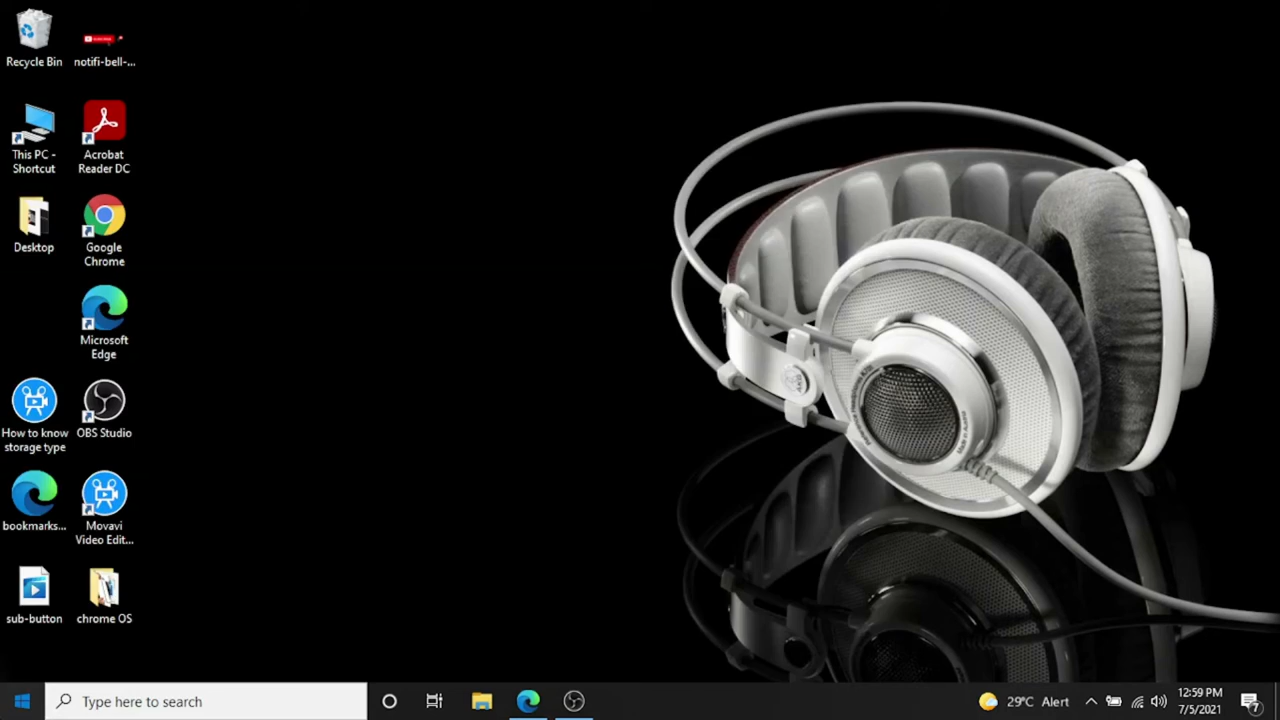 Recycle Bin
notifi-bell-...
This PC -
Shortcut
Acrobat
Reader DC
Desktop
Google
Chrome
Microsoft
Edge
How to know
storage type
OBS Studio
bookmarks...
Movavi
Video Edit...
sub-button
chrome OS
Type here to search
29°C Alert
12:59 PM
7/5/2021
7